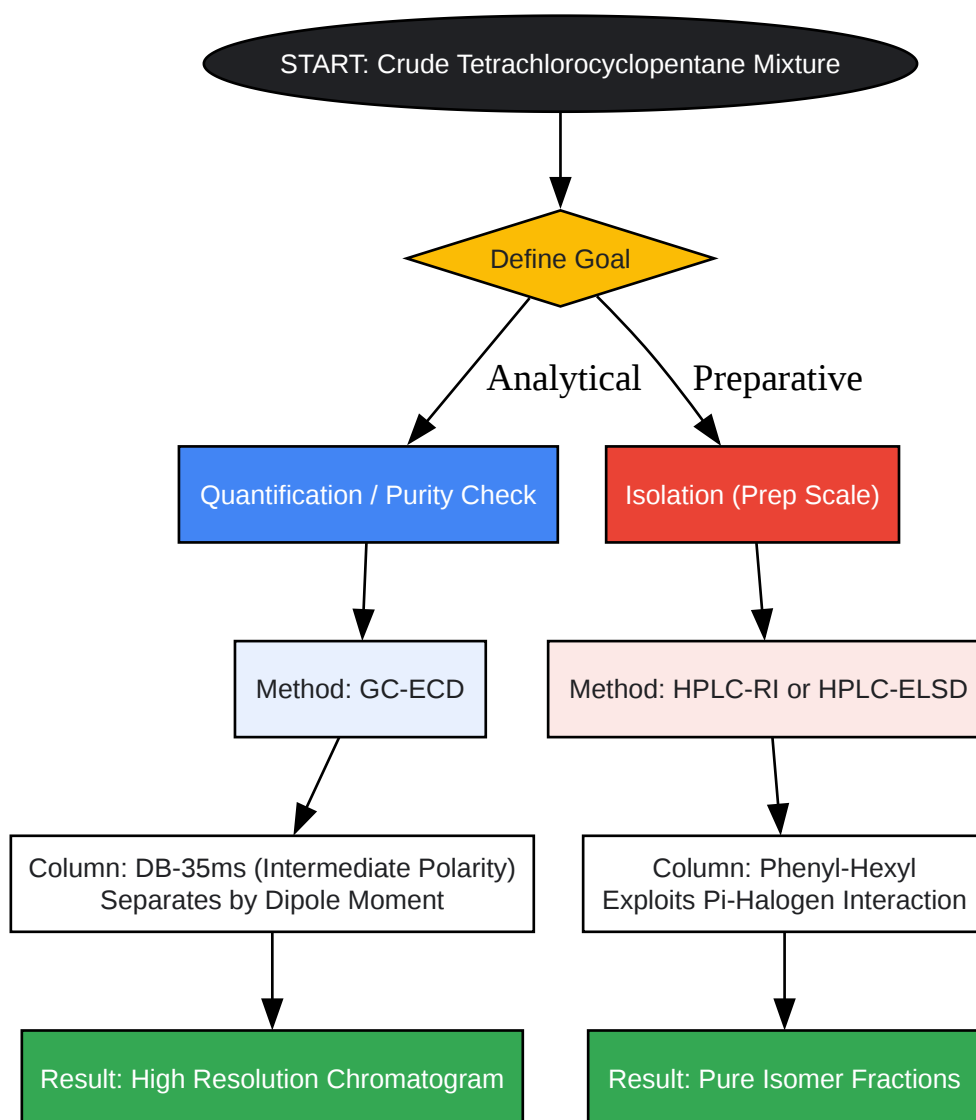 START: Crude Tetrachlorocyclopentane Mixture
Define Goal
Analytical
Preparative
Quantification / Purity Check
Isolation (Prep Scale)
Method: GC-ECD
Method: HPLC-RI or HPLC-ELSD
Column: DB-35ms (Intermediate Polarity)
Separates by Dipole Moment
Column: Phenyl-Hexyl
Exploits Pi-Halogen Interaction
Result: High Resolution Chromatogram
Result: Pure Isomer Fractions